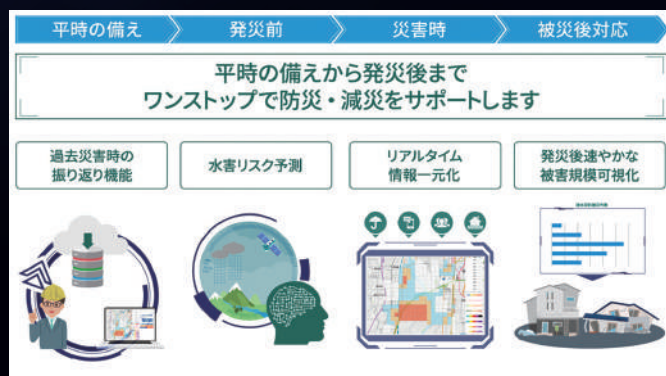 平時の備え
発災前
災害時
被災後対応
平時の備えから発災後まで
ワンストップで防災・減災をサポートします
過去災害時の
振り返り機能
水害リスク予測
リアルタイム
情報一元化
発災後速やかな
被害規模可視化